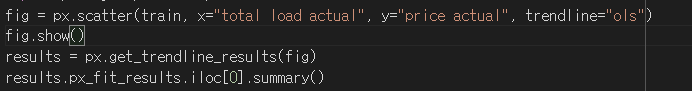 fig = px.scatter(train, x="total load actual", y="price actual", trendline="ols")
fig.show()
results = px.get_trendline_results(fig)
results.px_fit_results.iloc[0].summary()